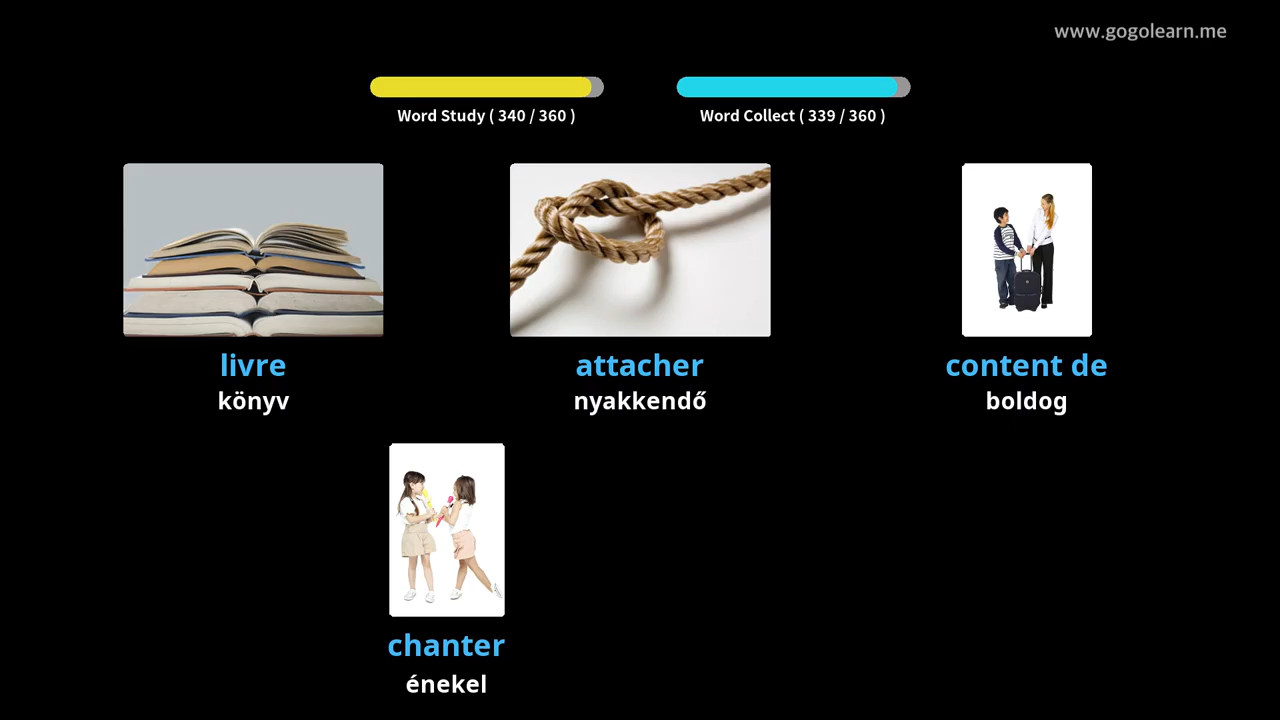 www.gogolearn.me
Word Study ( 340 / 360 )
Word Collect ( 339 / 360 )
livre
könyv
attacher
nyakkendő
content de
boldog
chanter
énekel